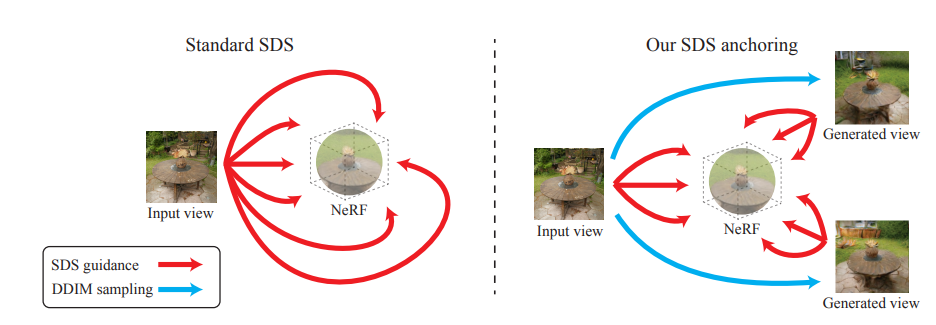 Standard SDS
Input view
NeRF
SDS guidance
DDIM sampling
Our SDS anchoring
Generated view
Input view
NeRF
Generated view